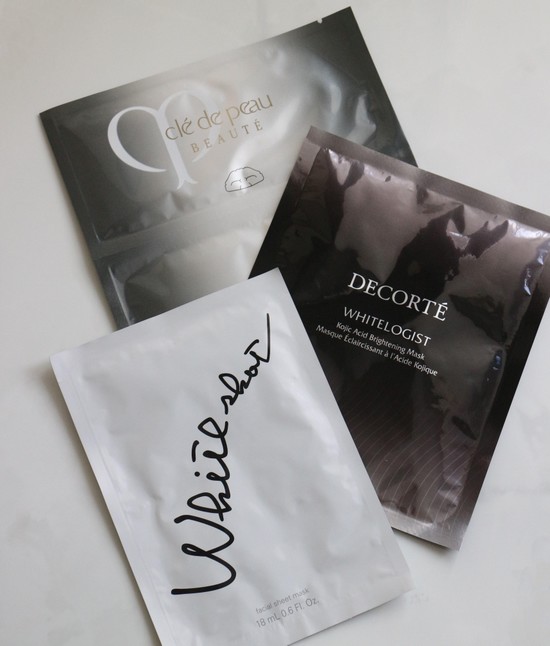 clé de peau
BEAUTÉ
DECORTÉ
WHITELOGIST
Kojic Acid Brightening Mask
Masque Éclaircissant à l'Acide Kojique
White shot
facial sheet mask
18 mL 0.6 Fl. Oz.